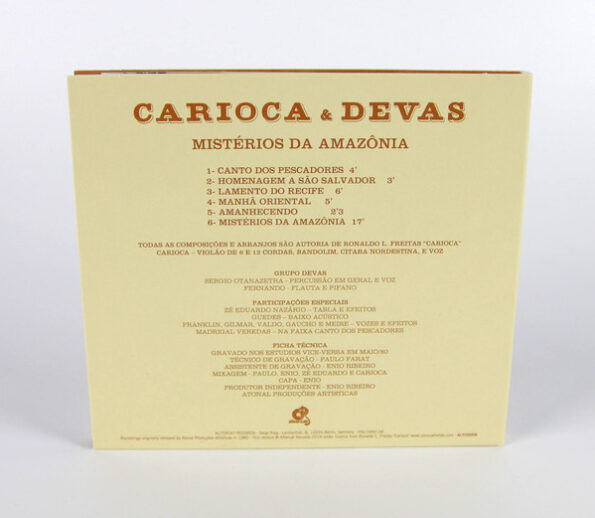 CARIOCA & DEVAS
MISTÉRIOS DA AMAZÔNIA
1- CANTO DOS PESCADORES 4'
2- HOMENAGEM A SÃO SALVADOR 3'
3- LAMENTO DO RECIFE 6'
4- MANHÃ ORIENTAL 5'
5- AMANHECENDO 2'3
6- MISTÉRIOS DA AMAZÔNIA 17'
TODAS AS COMPOSIÇÕES E ARRANJOS SÃO AUTORIA DE RONALDO L. FREITAS "CARIOCA"
CARIOCA - VIOLÃO DE 6 E 12 CORDAS, BANDOLIM, CITARA NORDESTINA, E VOZ
GRUPO DEVAS
SERGIO OTANAZETRA - PERCUSSÃO EM GERAL E VOZ
FERNANDO - FLAUTA E PIFANO
PARTICIPAÇÕES ESPECIAIS
ZÉ EDUARDO NAZÁRIO - TABLA E EFEITOS
GUEDES - BAIXO ACÚSTICO
FRANKLIN, GILMAR, VALDO, GAUCHO E MEIRE - VOZES E EFEITOS
MADRIGAL VEREDAS - NA FAIXA CANTO DOS PESCADORES
FICHA TÉCNICA
GRAVADO NOS ESTUDIOS VICE-VERSA EM MAIO/80
TÉCNICO DE GRAVAÇÃO - PAULO FARAT
ASSISTENTE DE GRAVAÇÃO - ENIO RIBEIRO
MIXAGEM - PAULO, ENIO, ZÉ EDUARDO E CARIOCA
CAPA - ENIO
PRODUTOR INDEPENDENTE - ENIO RIBEIRO
ATONAL PRODUÇÕES ARTISTICAS